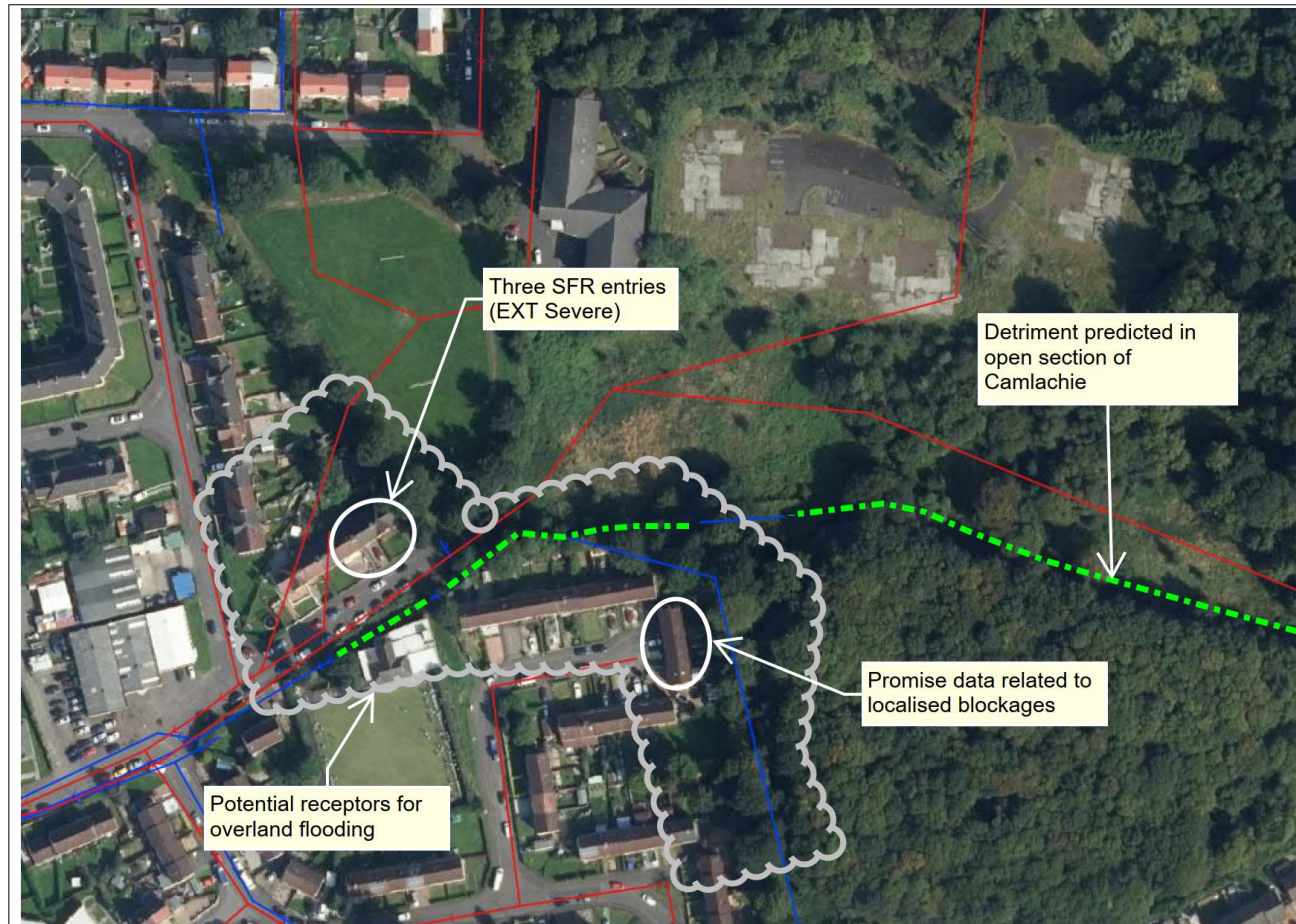 Three SFR entries
(EXT Severe)
Detriment predicted in
open section of
Camlachie
Promise data related to
localised blockages
Potential receptors for
overland flooding